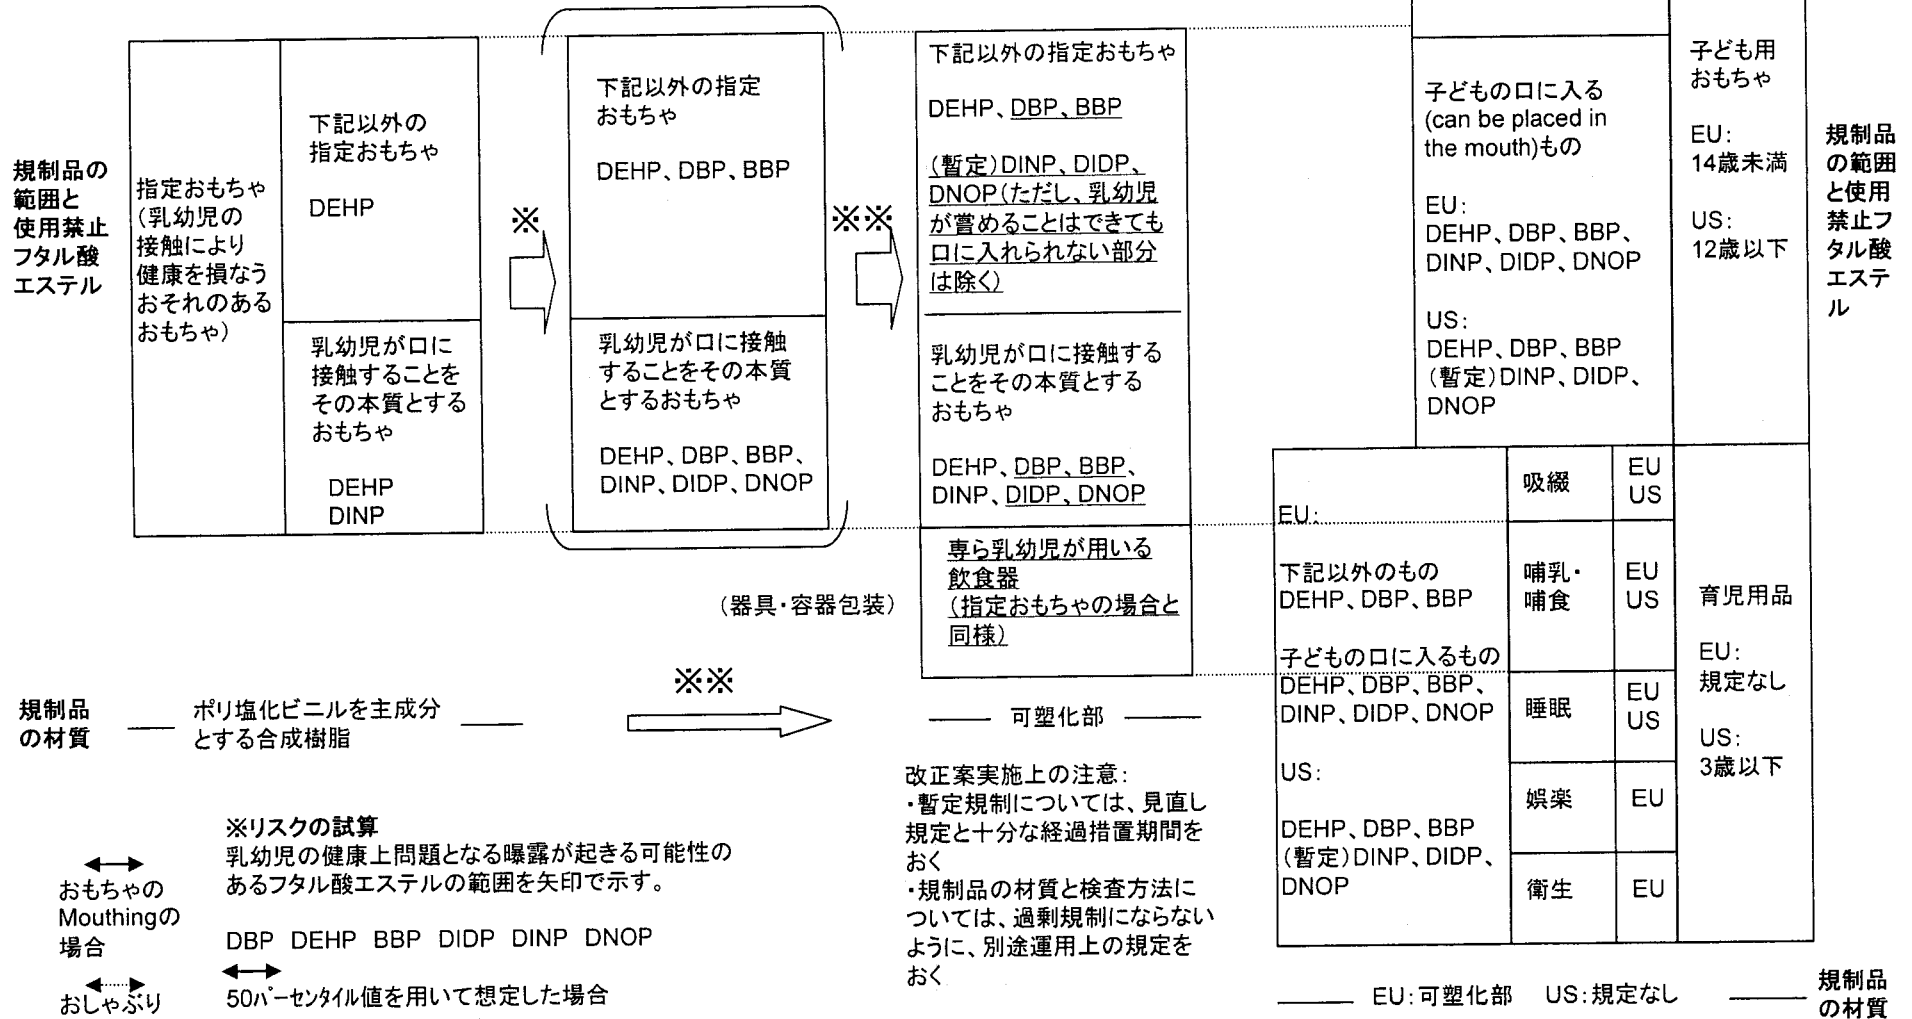 規制品の
範囲と
使用禁止
フタル酸
エステル
指定おもちゃ
(乳幼児の
接触により
健康を損なう
おそれのある
おもちゃ)
下記以外の
指定おもちゃ
DEHP
乳幼児が口に
接触することを
その本質とする
おもちゃ
DEHP
DINP
※
下記以外の指定
おもちゃ
DEHP、DBP、BBP
乳幼児が口に接触
することをその本質
とするおもちゃ
DEHP、DBP、BBP、
DINP、DIDP、DNOP
※※
下記以外の指定おもちゃ
DEHP、DBP、BBP
(暫定)DINP、DIDP、
DNOP(ただし、乳幼児
が嘗めることはできても
口に入れられない部分
は除く)
乳幼児が口に接触する
ことをその本質とする
おもちゃ
DEHP、DBP、BBP、
DINP、DIDP、DNOP
(器具・容器包装)
専ら乳幼児が用いる
飲食器
(指定おもちゃの場合と
同様)
子どもの口に入る
(can be placed in
the mouth)もの
EU:
DEHP、DBP、BBP、
DINP、DIDP、DNOP
US:
DEHP、DBP、BBP
(暫定)DINP、DIDP、
DNOP
子ども用
おもちゃ
EU:
14歳未満
US:
12歳以下
規制品
の範囲
と使用
禁止フ
タル酸
エステ
ル
EU:
下記以外のもの
DEHP、DBP、BBP
子どもの口に入るもの
DEHP、DBP、BBP、
DINP、DIDP、DNOP
US:
DEHP、DBP、BBP
(暫定)DINP、DIDP、
DNOP
吸綴
EU
US
哺乳・
哺食
EU
US
睡眠
EU
US
娯楽
EU
衛生
EU
育児用品
EU:
規定なし
US:
3歳以下
規制品
の材質
ポリ塩化ビニルを主成分
とする合成樹脂
※※
可塑化部
改正案実施上の注意:
・暫定規制については、見直し
規定と十分な経過措置期間を
おく
・規制品の材質と検査方法に
ついては、過剰規制にならない
ように、別途運用上の規定を
おく
※リスクの試算
乳幼児の健康上問題となる曝露が起きる可能性の
あるフタル酸エステルの範囲を矢印で示す。
おもちゃの
Mouthingの
場合
DBP DEHP BBP DIDP DINP DNOP
おしゃぶり
50パーセンタイル値を用いて想定した場合
EU:可塑化部 US:規定なし
規制品
の材質